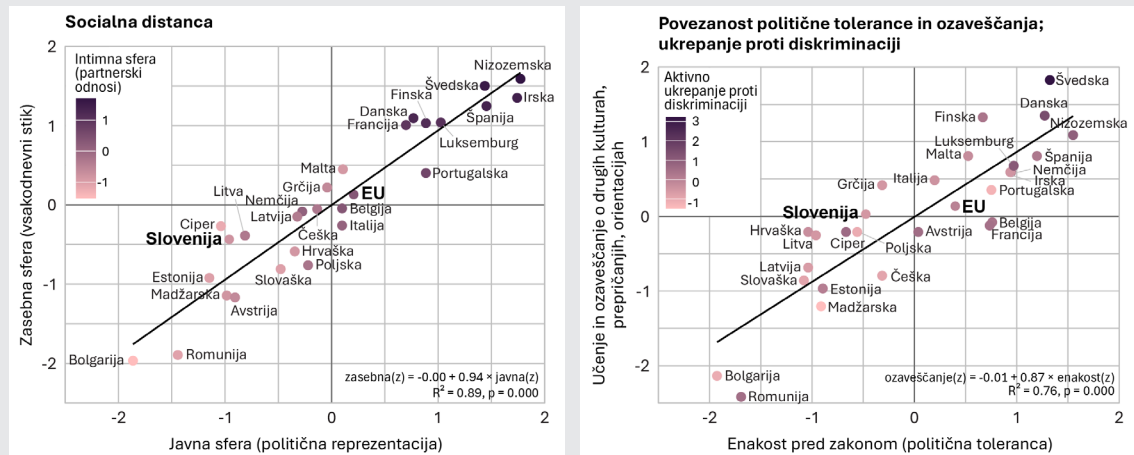 Socialna distanca
Zasebna sfera (vsakodnevni stik)
2
1
0
-1
-2
Intimna sfera
(partnerski
odnosi)
1
0
-1
Nizozemska
Švedska
Finska
Irska
Danska
Španija
Francija
Luksemburg
Malta
Portugalska
Grčija
Litva
EU
Nemčija
Belgija
Latvija
Italija
Ciper
Češka
Slovenija
Hrvaška
Poljska
Slovaška
Estonija
Madžarska
Avstrija
Romunija
Bolgarija
zasebna(z) = -0.00 + 0.94 × javna(z)
R² = 0.89, p = 0.000
-2
-1
0
1
2
Javna sfera (politična reprezentacija)
Povezanost politične tolerance in ozaveščanja;
ukrepanje proti diskriminaciji
Učenje in ozaveščanje o drugih kulturah,
prepričanjih, orientacijah
2
1
0
-1
-2
Aktivno
ukrepanje proti
diskriminaciji
3
2
1
0
-1
Švedska
Danska
Finska
Nizozemska
Luksemburg
Malta
Španija
Nemčija
Irska
Italija
Grčija
Portugalska
EU
Slovenija
Belgija
Francija
Hrvaška
Avstrija
Litva
Ciper
Poljska
Latvija
Slovaška
Češka
Estonija
Madžarska
Bolgarija
Romunija
ozaveščanje(z) = -0.01 + 0.87 × enakost(z)
R² = 0.76, p = 0.000
-2
-1
0
1
2
Enakost pred zakonom (politična toleranca)